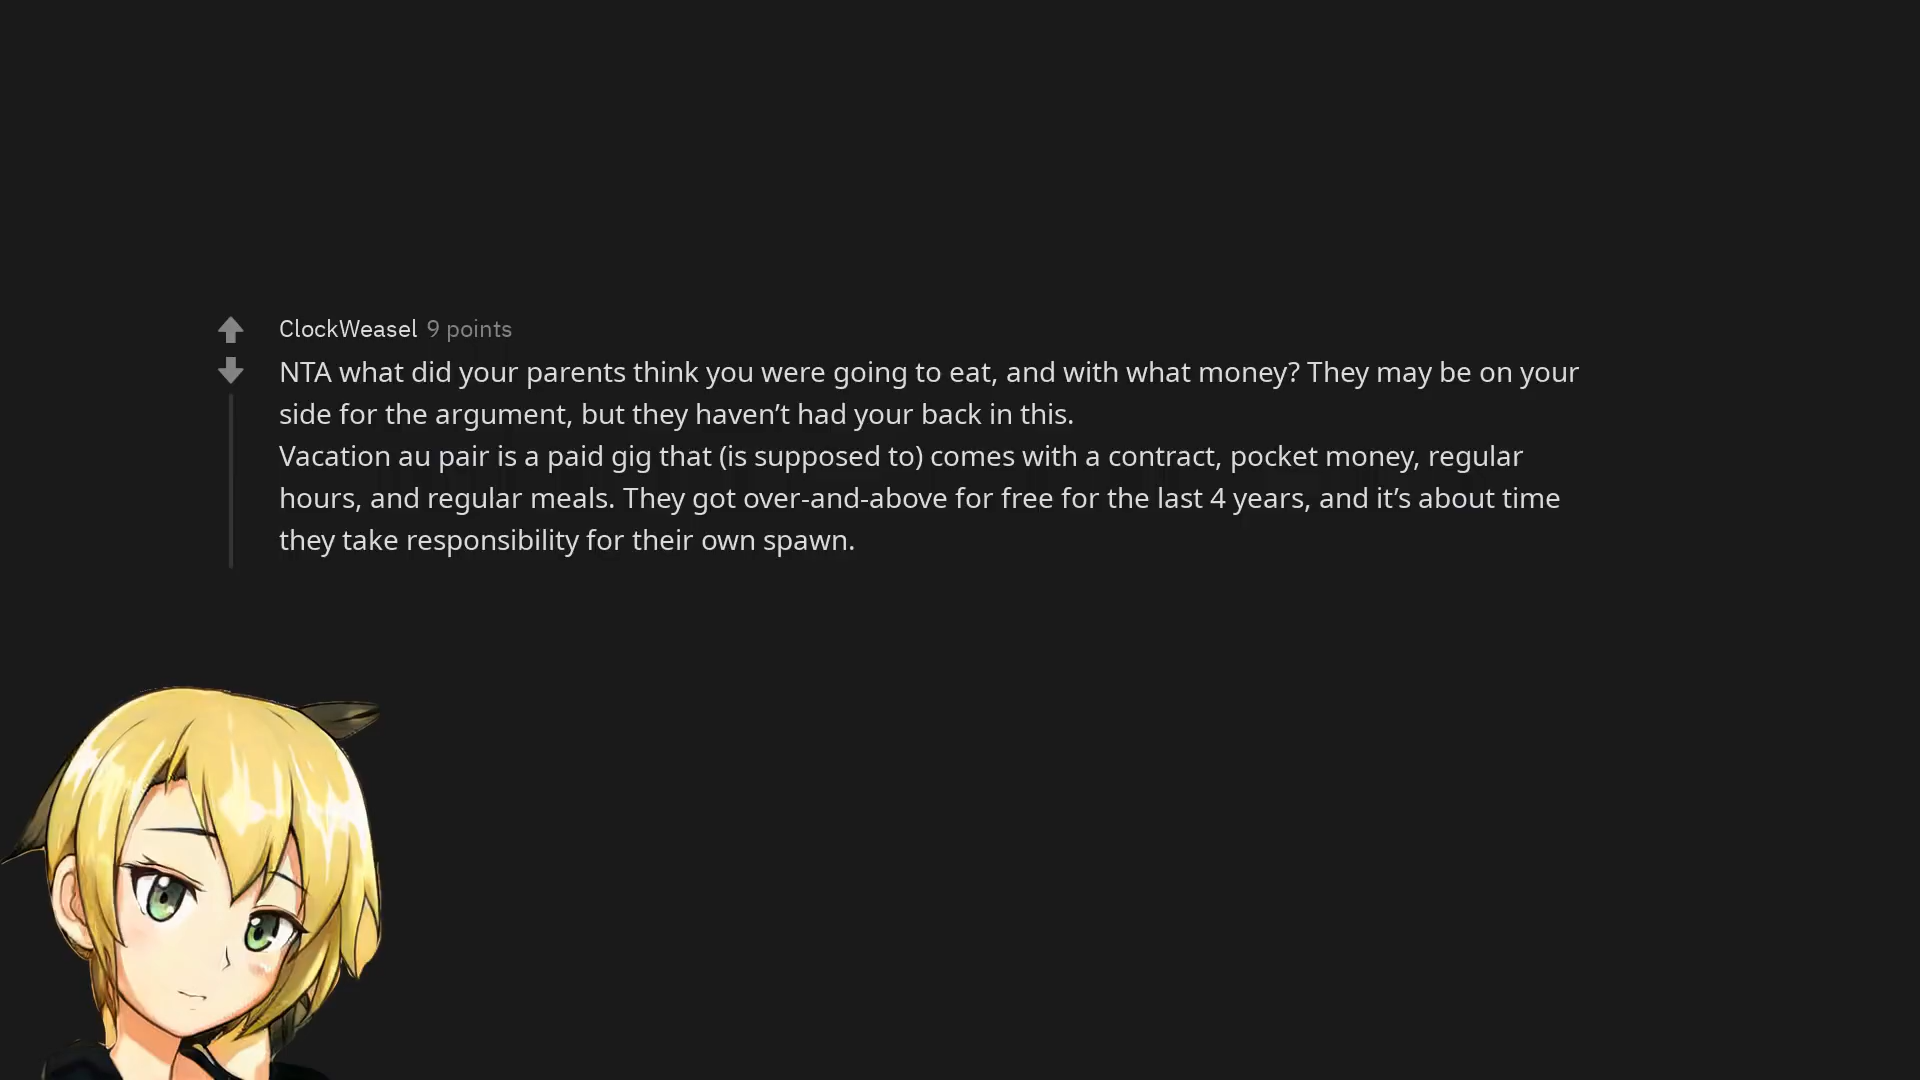 ClockWeasel 9 points
NTA what did your parents think you were going to eat, and with what money? They may be on your
side for the argument, but they haven’t had your back in this.
Vacation au pair is a paid gig that (is supposed to) comes with a contract, pocket money, regular
hours, and regular meals. They got over-and-above for free for the last 4 years, and it’s about time
they take responsibility for their own spawn.